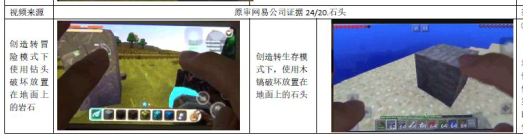 视频来源
原审网易公司证据 24/20.石头
创造转冒
险模式下
使用钻头
破坏放置
在地面上
的岩石
创造转生存模
式下，使用木
镐破坏放置在
地面上的石头